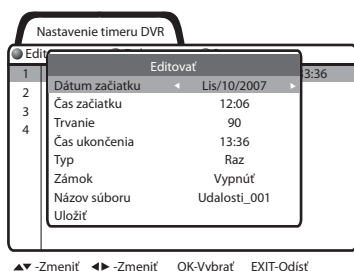 Nastavenie timeru DVR
Edit
Editovať
1
3:36
Dátum začiatku ◄ Lis/10/2007 ►
2
Čas začiatku 12:06
3
Trvanie 90
4
Čas ukončenia 13:36
Typ Raz
Zámok Vypnúť
Názov súboru Udalosti_001
Uložiť
▲▼ -Zmeniť ◄► -Zmeniť OK-Vybrať EXIT-Odísť